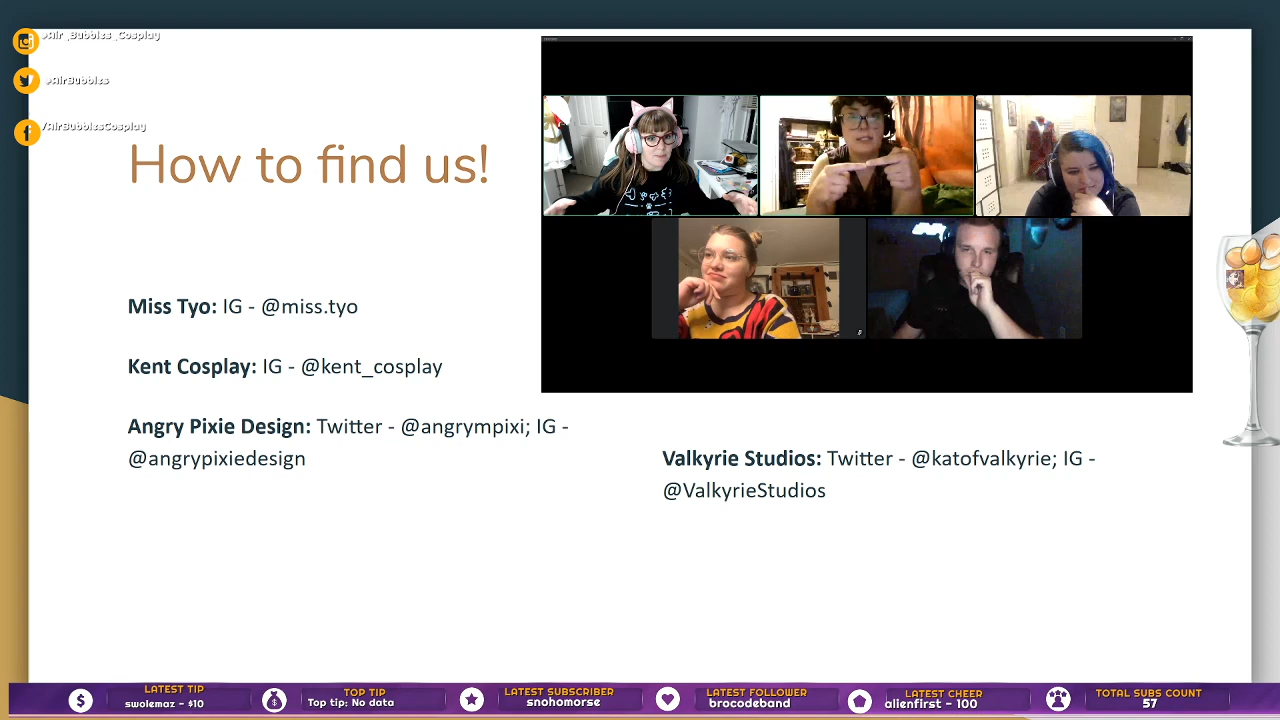 @Air_Bubbles_Cosplay
@AirBubbles
/AirBubblesCosplay
How to find us!
Miss Tyo: IG - @miss.tyo
Kent Cosplay: IG - @kent_cosplay
Angry Pixie Design: Twitter - @angrympixi; IG -
@angrypixiedesign
Valkyrie Studios: Twitter - @katofvalkyrie; IG -
@ValkyrieStudios
LATEST TIP
swolemaz - $10
TOP TIP
Top tip: No data
LATEST SUBSCRIBER
snohomorse
LATEST FOLLOWER
brocodeband
LATEST CHEER
alienfirst - 100
TOTAL SUBS COUNT
57